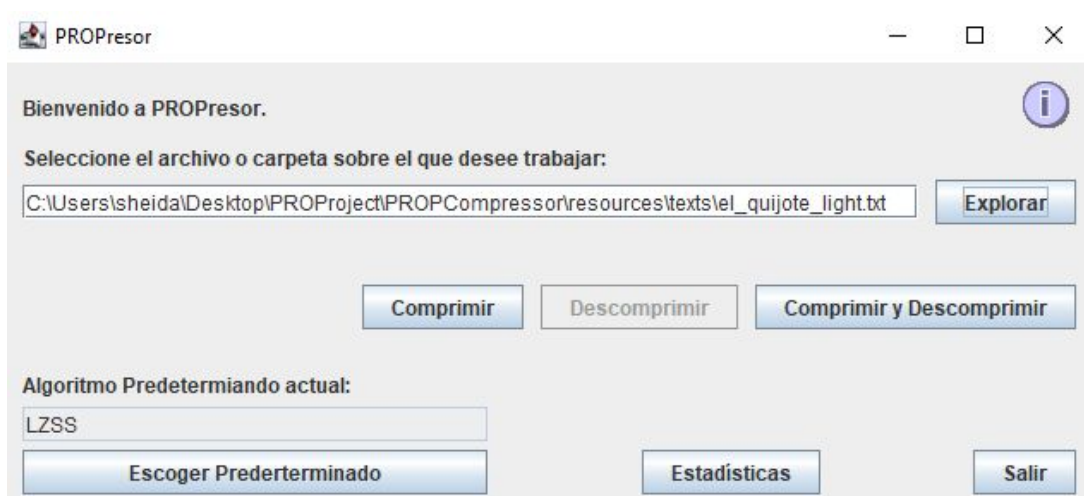 PROPresor
Bienvenido a PROPresor.
i
Seleccione el archivo o carpeta sobre el que desee trabajar:
C:\Users\sheida\Desktop\PROProject\PROPCompressor\resources\texts\el_quijote_light.txt
Explorar
Comprimir
Descomprimir
Comprimir y Descomprimir
Algoritmo Predetermiando actual:
LZSS
Escoger Prederterminado
Estadísticas
Salir